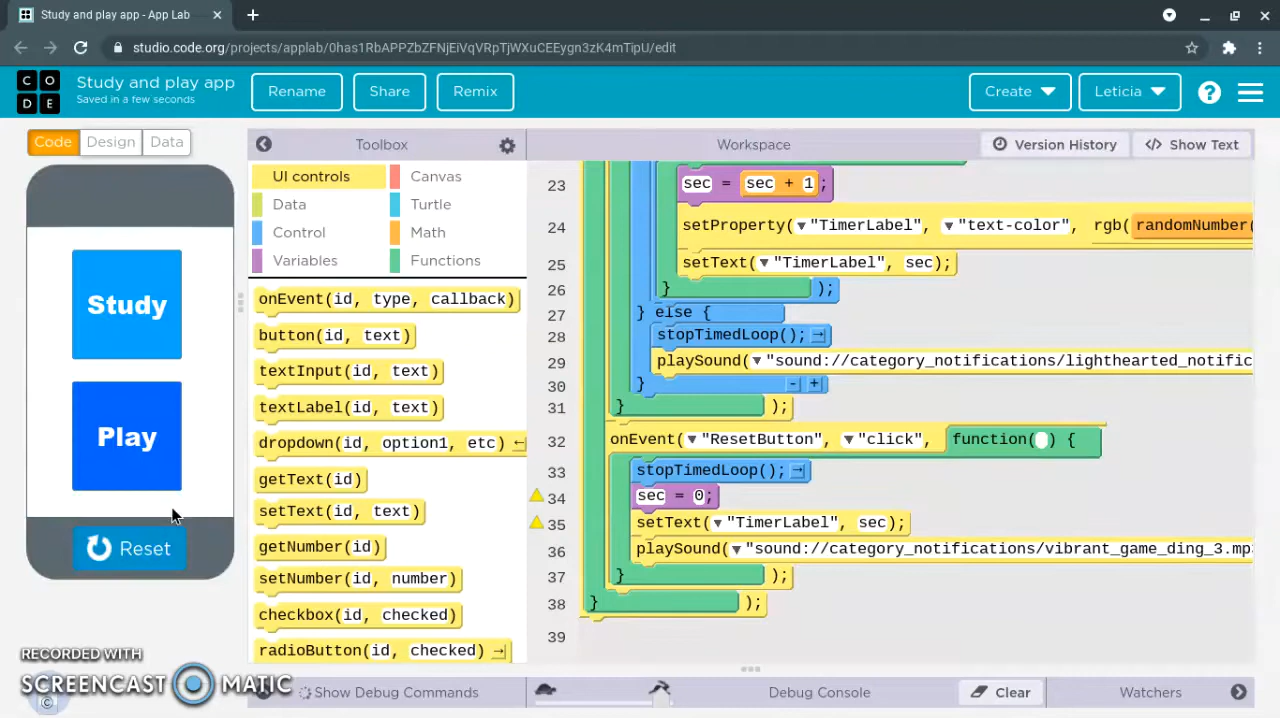 Study and play app - App Lab
studio.code.org/projects/applab/0has1RbAPPZbZFNjEiVqVRpTjWXuCEEygn3zK4mTipU/edit
C O
D E
Study and play app
Saved in a few seconds
Rename
Share
Remix
Create
Leticia
?
Code
Design
Data
Toolbox
Workspace
Version History
</> Show Text
Study
Play
Reset
UI controls
Canvas
Data
Turtle
Control
Math
Variables
Functions
onEvent(id, type, callback)
button(id, text)
textInput(id, text)
textLabel(id, text)
dropdown(id, option1, etc)
getText(id)
setText(id, text)
getNumber(id)
setNumber(id, number)
checkbox(id, checked)
radioButton(id, checked)
23 sec = sec + 1;
24 setProperty("TimerLabel", "text-color", rgb(randomNumber(
25 setText("TimerLabel", sec);
26 } );
27 } else {
28 stopTimedLoop();
29 playSound("sound://category_notifications/lighthearted_notific
30 } - +
31 } );
32 onEvent("ResetButton", "click", function( ) {
33 stopTimedLoop();
34 sec = 0;
35 setText("TimerLabel", sec);
36 playSound("sound://category_notifications/vibrant_game_ding_3.mp3
37 } );
38 } );
39
RECORDED WITH
SCREENCAST MATIC
Show Debug Commands
Debug Console
Clear
Watchers